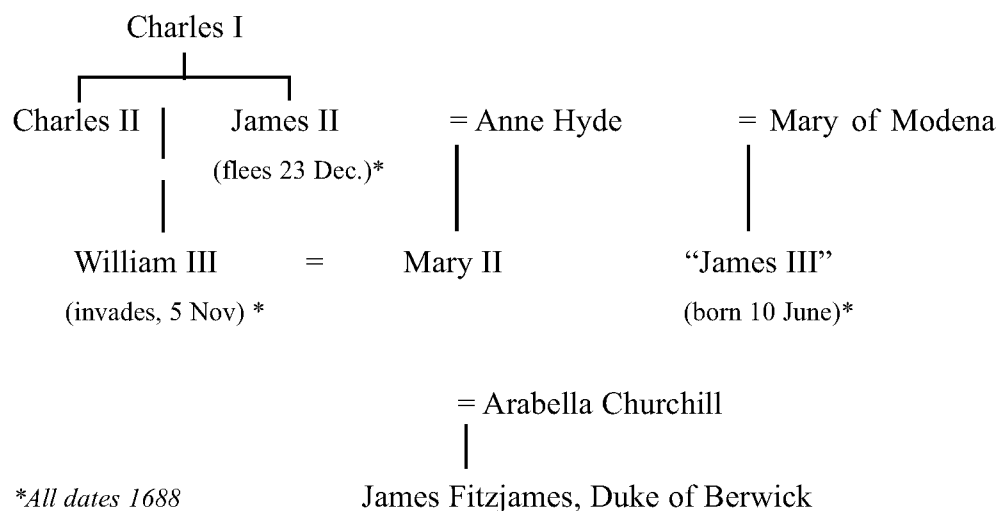 Charles I
Charles II James II = Anne Hyde = Mary of Modena
(flees 23 Dec.)*
William III = Mary II “James III”
(invades, 5 Nov) * (born 10 June)*
= Arabella Churchill
*All dates 1688 James Fitzjames, Duke of Berwick